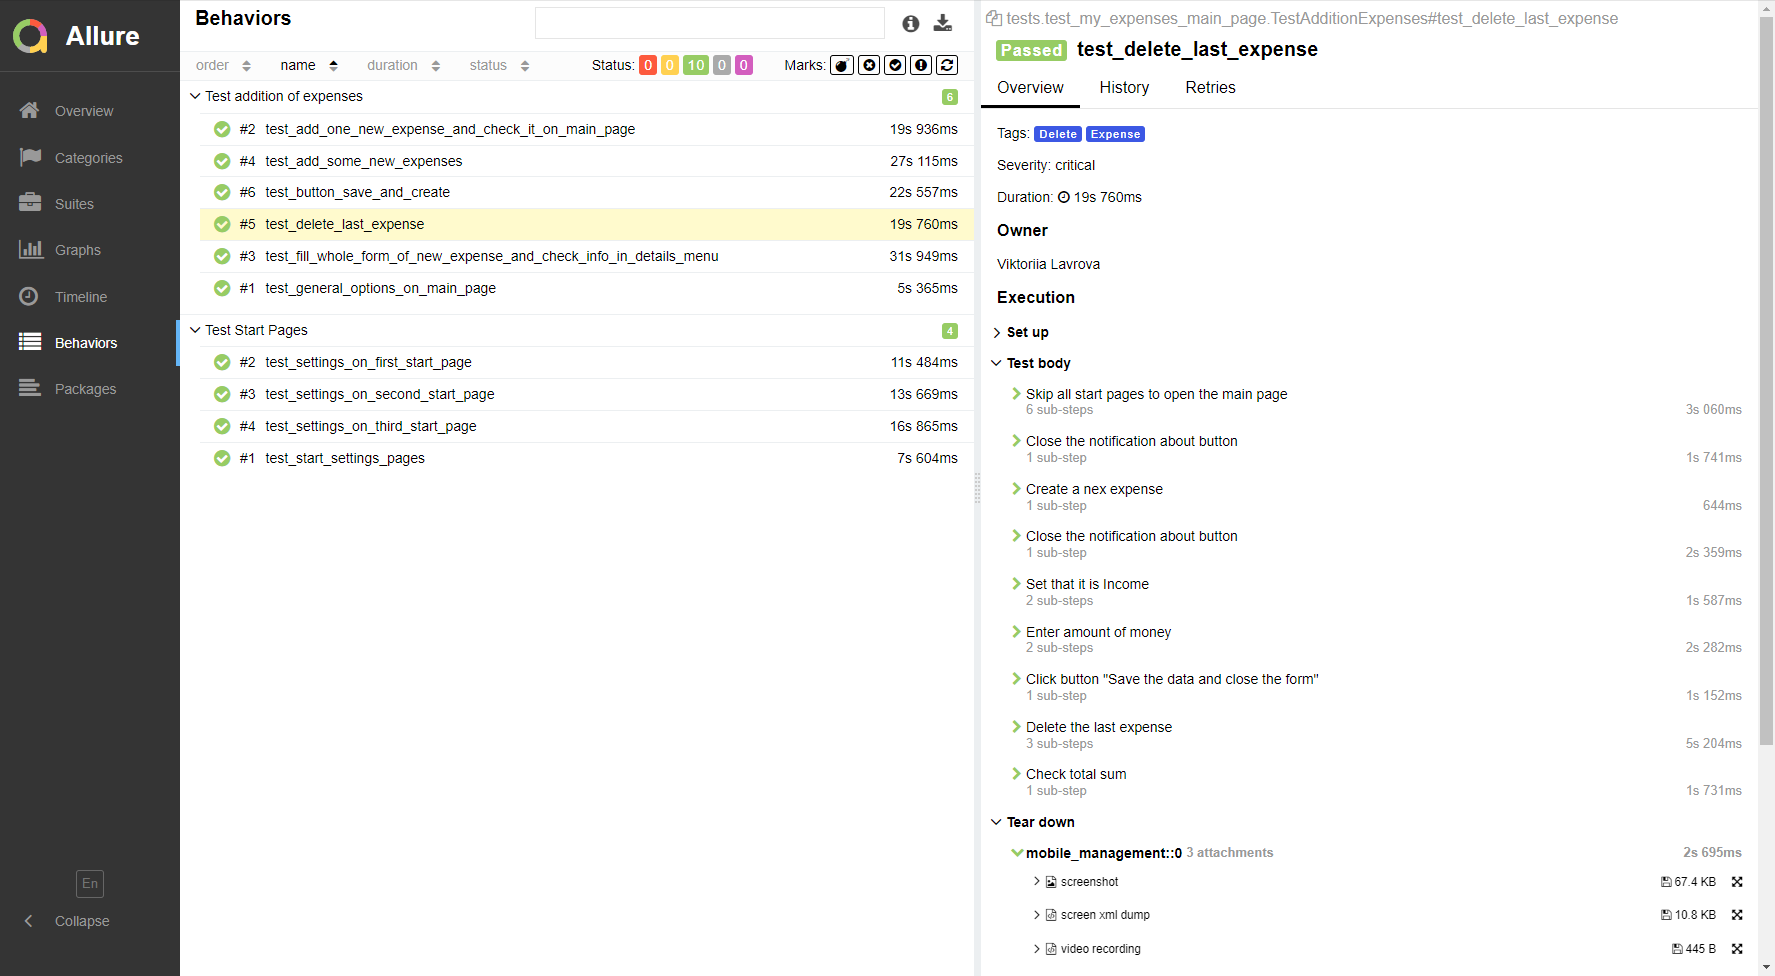 Allure
Overview
Categories
Suites
Graphs
Timeline
Behaviors
Packages
En
Collapse
Behaviors
order name duration status Status: 0 0 10 0 0 Marks:
Test addition of expenses 6
#2 test_add_one_new_expense_and_check_it_on_main_page 19s 936ms
#4 test_add_some_new_expenses 27s 115ms
#6 test_button_save_and_create 22s 557ms
#5 test_delete_last_expense 19s 760ms
#3 test_fill_whole_form_of_new_expense_and_check_info_in_details_menu 31s 949ms
#1 test_general_options_on_main_page 5s 365ms
Test Start Pages 4
#2 test_settings_on_first_start_page 11s 484ms
#3 test_settings_on_second_start_page 13s 669ms
#4 test_settings_on_third_start_page 16s 865ms
#1 test_start_settings_pages 7s 604ms
tests.test_my_expenses_main_page.TestAdditionExpenses#test_delete_last_expense
Passed test_delete_last_expense
Overview History Retries
Tags: Delete Expense
Severity: critical
Duration: 19s 760ms
Owner
Viktoriia Lavrova
Execution
Set up
Test body
Skip all start pages to open the main page
6 sub-steps 3s 060ms
Close the notification about button
1 sub-step 1s 741ms
Create a nex expense
1 sub-step 644ms
Close the notification about button
1 sub-step 2s 359ms
Set that it is Income
2 sub-steps 1s 587ms
Enter amount of money
2 sub-steps 2s 282ms
Click button "Save the data and close the form"
1 sub-step 1s 152ms
Delete the last expense
3 sub-steps 5s 204ms
Check total sum
1 sub-step 1s 731ms
Tear down
mobile_management::0 3 attachments 2s 695ms
screenshot 67.4 KB
screen xml dump 10.8 KB
video recording 445 B